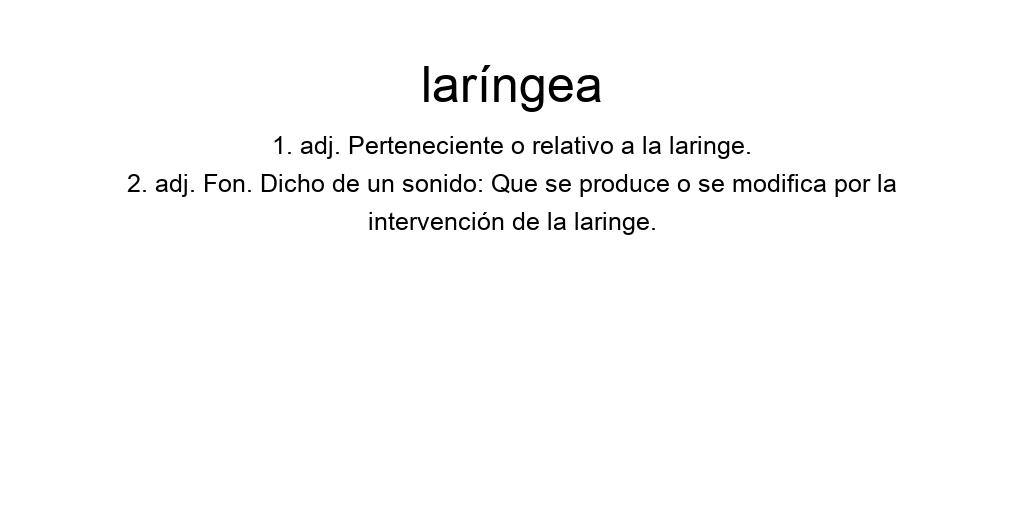 laríngea
1. adj. Perteneciente o relativo a la laringe.
2. adj. Fon. Dicho de un sonido: Que se produce o se modifica por la
intervención de la laringe.